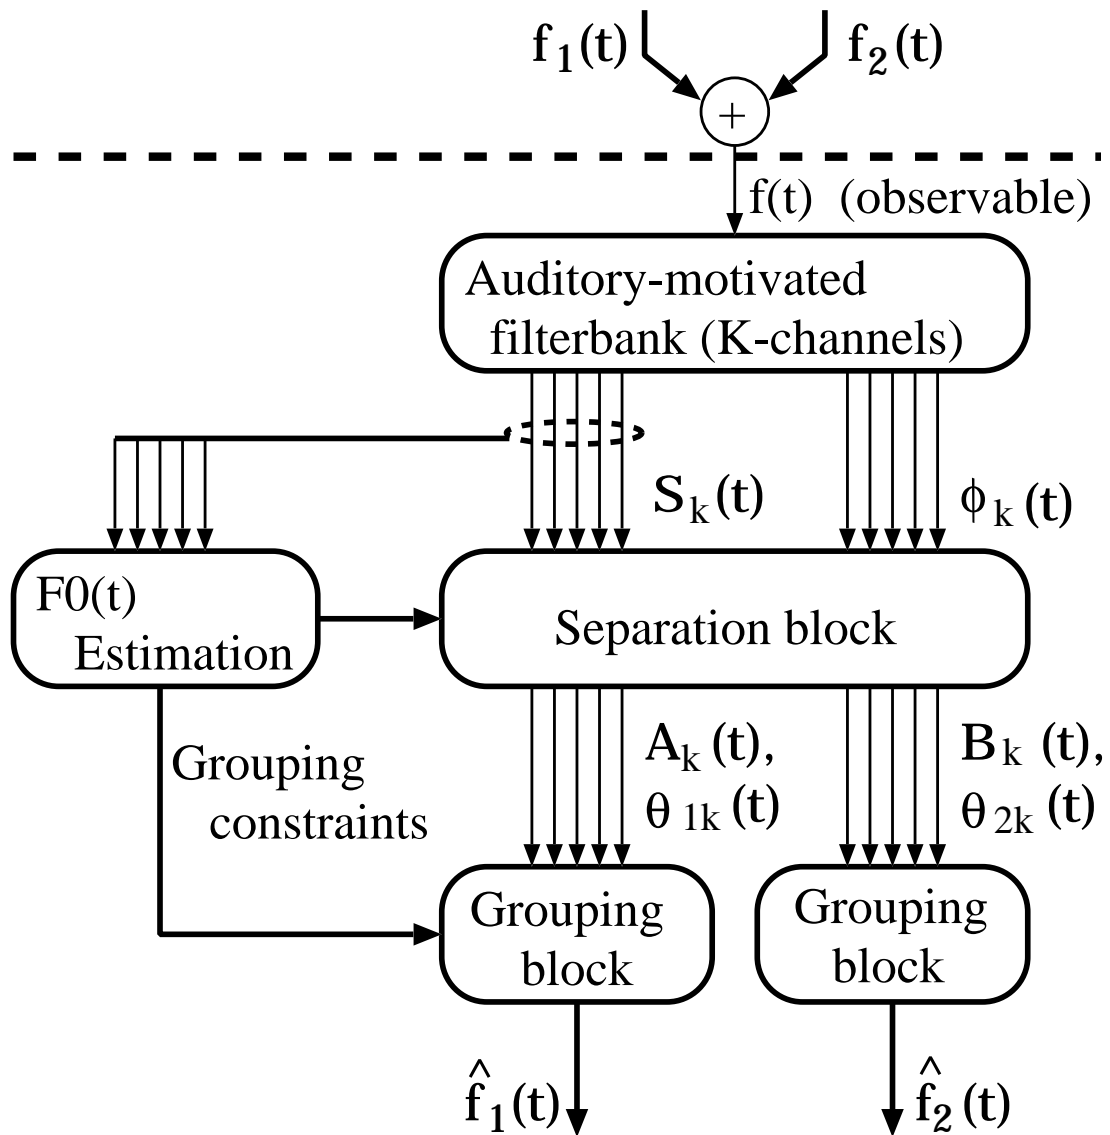 f1(t) f2(t)
+
f(t) (observable)
Auditory-motivated
filterbank (K-channels)
Sk(t) ϕk(t)
F0(t)
Estimation
Separation block
Grouping
constraints
Ak(t), Bk(t),
θ1k(t) θ2k(t)
Grouping
block
Grouping
block
f̂1(t) f̂2(t)